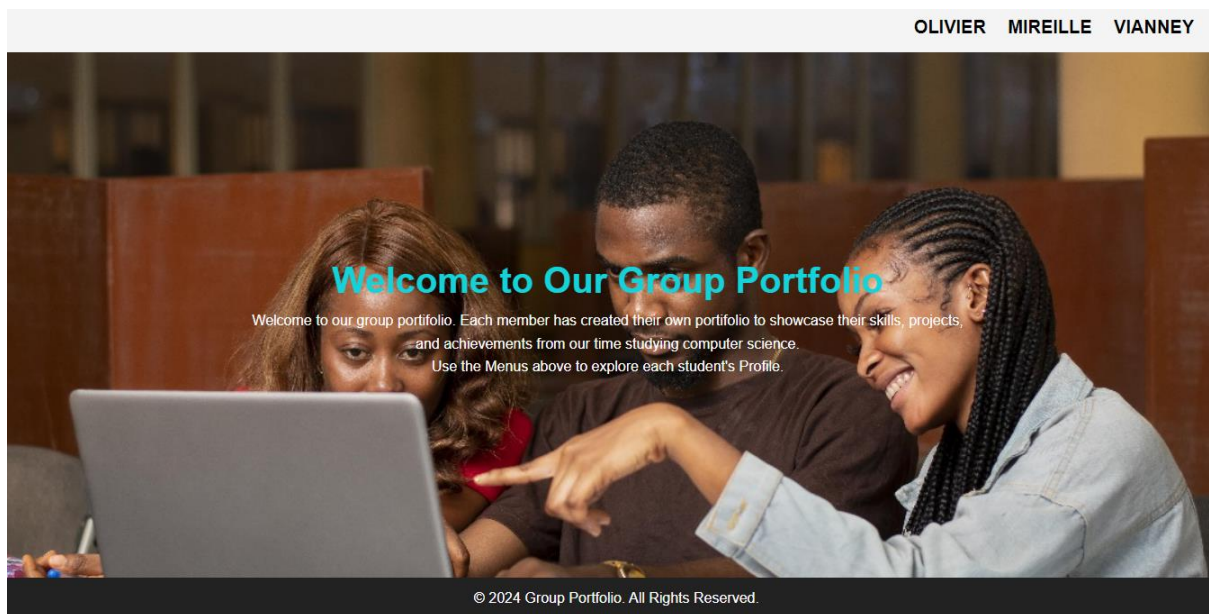 OLIVIER MIREILLE VIANNEY
Welcome to Our Group Portfolio
Welcome to our group portifolio. Each member has created their own portifolio to showcase their skills, projects,
and achievements from our time studying computer science.
Use the Menus above to explore each student's Profile.
© 2024 Group Portfolio. All Rights Reserved.